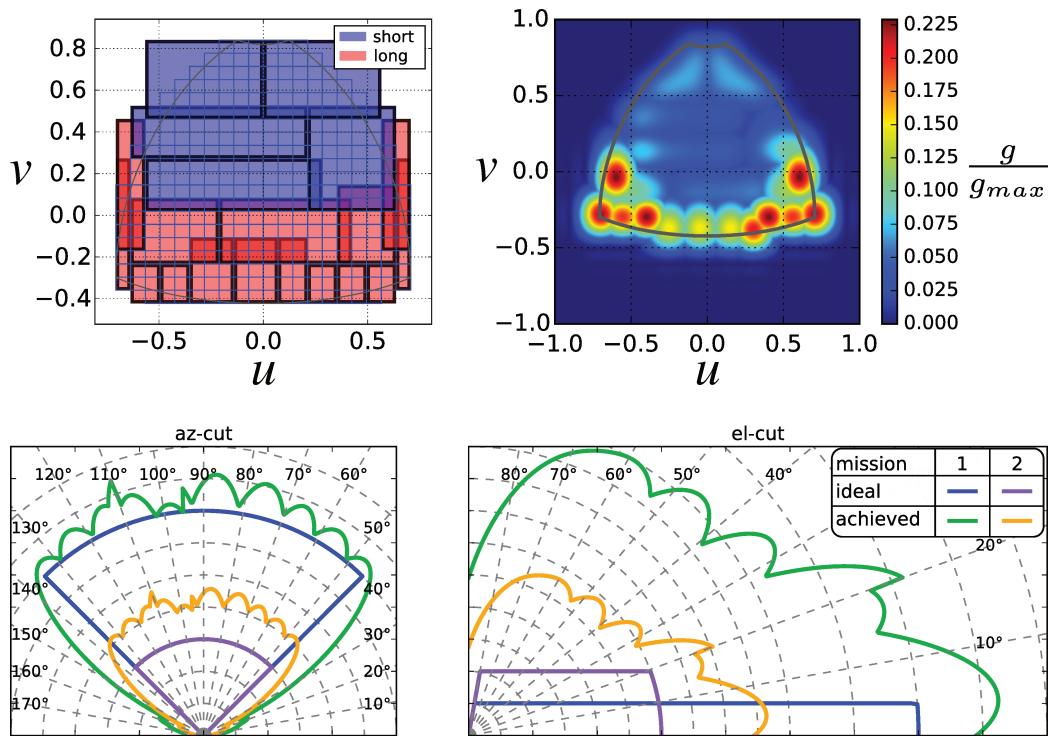 short
long
0.8
0.6
0.4
0.2
0.0
−0.2
−0.4
v
−0.5
0.0
0.5
u
1.0
0.5
0.0
−0.5
−1.0
v
−1.0
−0.5
0.0
0.5
1.0
u
0.225
0.200
0.175
0.150
0.125
0.100
0.075
0.050
0.025
0.000
g
gmax
az-cut
120° 110° 100° 90° 80° 70° 60°
130° 50°
140° 40°
150° 30°
160° 20°
170° 10°
el-cut
80° 70° 60° 50° 40°
20°
10°
mission 1 2
ideal
achieved